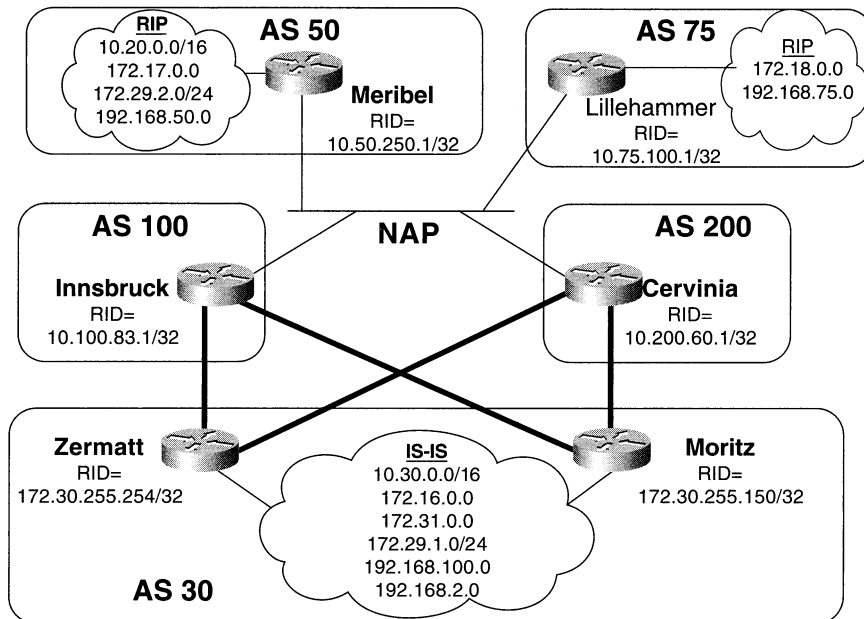 RIP
10.20.0.0/16
172.17.0.0
172.29.2.0/24
192.168.50.0
AS 50
Meribel
RID=
10.50.250.1/32
AS 75
RIP
172.18.0.0
192.168.75.0
Lillehammer
RID=
10.75.100.1/32
NAP
AS 100
Innsbruck
RID=
10.100.83.1/32
AS 200
Cervinia
RID=
10.200.60.1/32
Zermatt
RID=
172.30.255.254/32
IS-IS
10.30.0.0/16
172.16.0.0
172.31.0.0
172.29.1.0/24
192.168.100.0
192.168.2.0
Moritz
RID=
172.30.255.150/32
AS 30